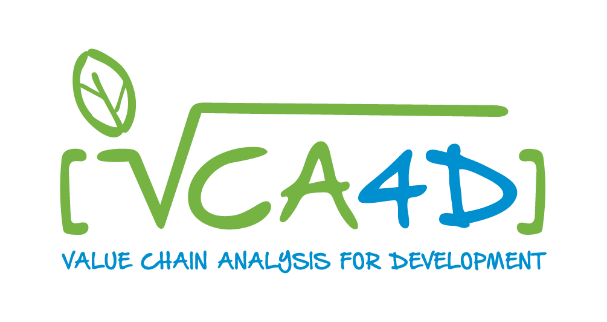 [VCA4D]
VALUE CHAIN ANALYSIS FOR DEVELOPMENT